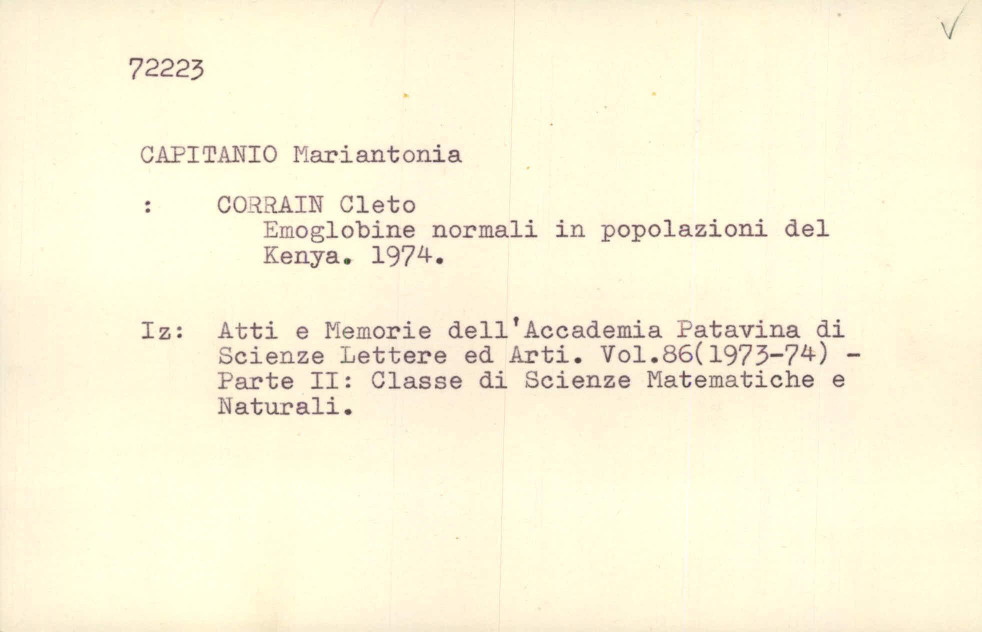 72223
CAPITANIO Mariantonia
: CORRAIN Cleto
Emoglobine normali in popolazioni del
Kenya. 1974.
Iz: Atti e Memorie dell'Accademia Patavina di
Scienze Lettere ed Arti. Vol.86(1973-74) -
Parte II: Classe di Scienze Matematiche e
Naturali.